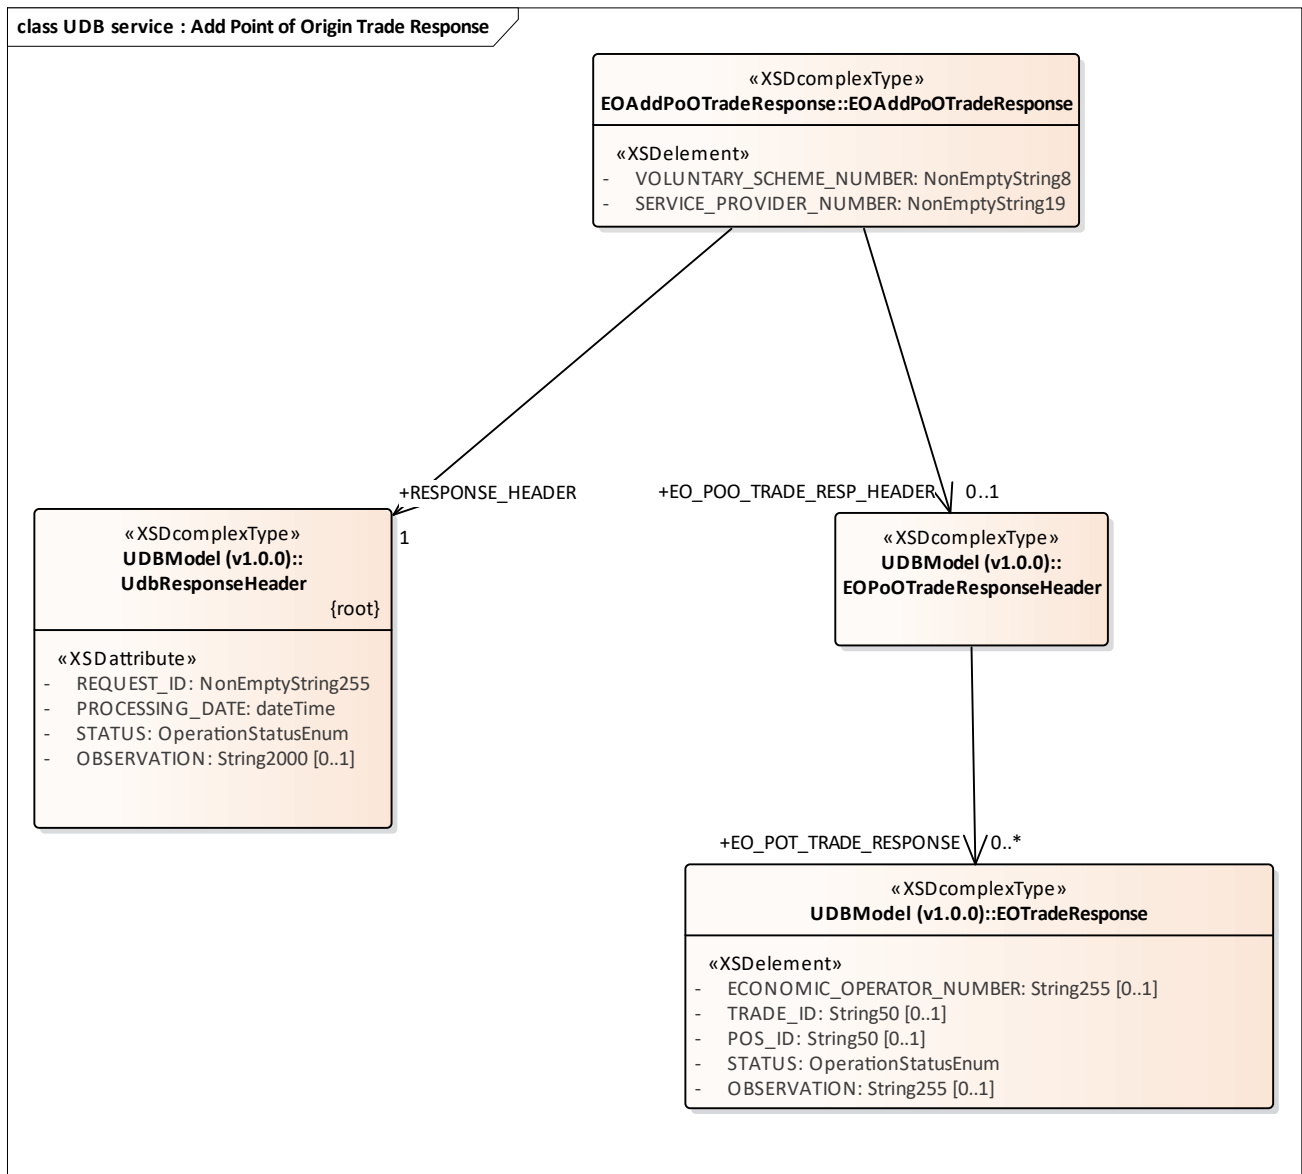 class UDB service : Add Point of Origin Trade Response
«XSDcomplexType»
EOAddPoOTradeResponse::EOAddPoOTradeResponse
«XSDelement»
- VOLUNTARY_SCHEME_NUMBER: NonEmptyString8
- SERVICE_PROVIDER_NUMBER: NonEmptyString19
+RESPONSE_HEADER
1
+EO_POO_TRADE_RESP_HEADER 0..1
«XSDcomplexType»
UDBModel (v1.0.0)::
UdbResponseHeader
{root}
«XSDattribute»
- REQUEST_ID: NonEmptyString255
- PROCESSING_DATE: dateTime
- STATUS: OperationStatusEnum
- OBSERVATION: String2000 [0..1]
«XSDcomplexType»
UDBModel (v1.0.0)::
EOPoOTradeResponseHeader
+EO_POT_TRADE_RESPONSE 0..*
«XSDcomplexType»
UDBModel (v1.0.0)::EOTradeResponse
«XSDelement»
- ECONOMIC_OPERATOR_NUMBER: String255 [0..1]
- TRADE_ID: String50 [0..1]
- POS_ID: String50 [0..1]
- STATUS: OperationStatusEnum
- OBSERVATION: String255 [0..1]